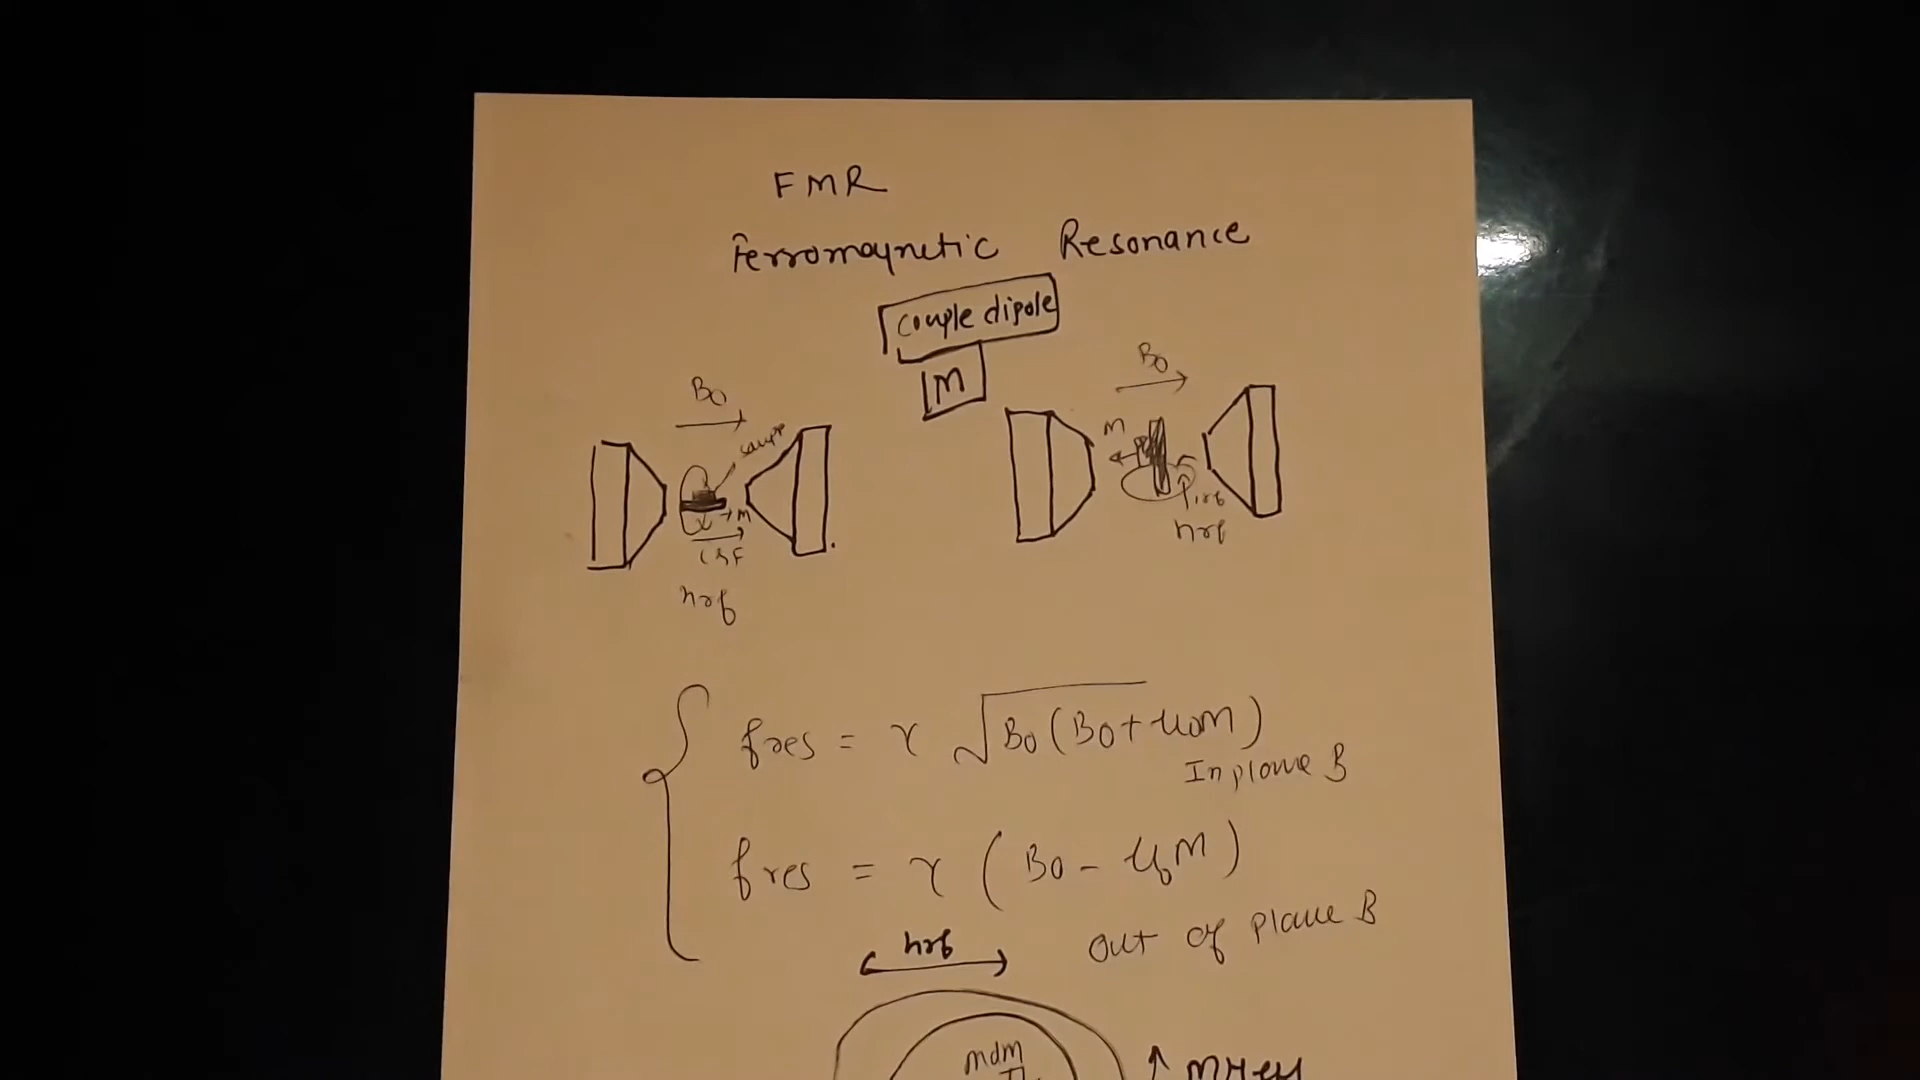 FMR
Ferromagnetic Resonance
Couple dipole
M
B0
M
hrf
B0
M
hrf
fres = γ √B0(B0+μ0M)
In plane B
fres = γ (B0 - μ0M)
out of plane B
hrf
mdm